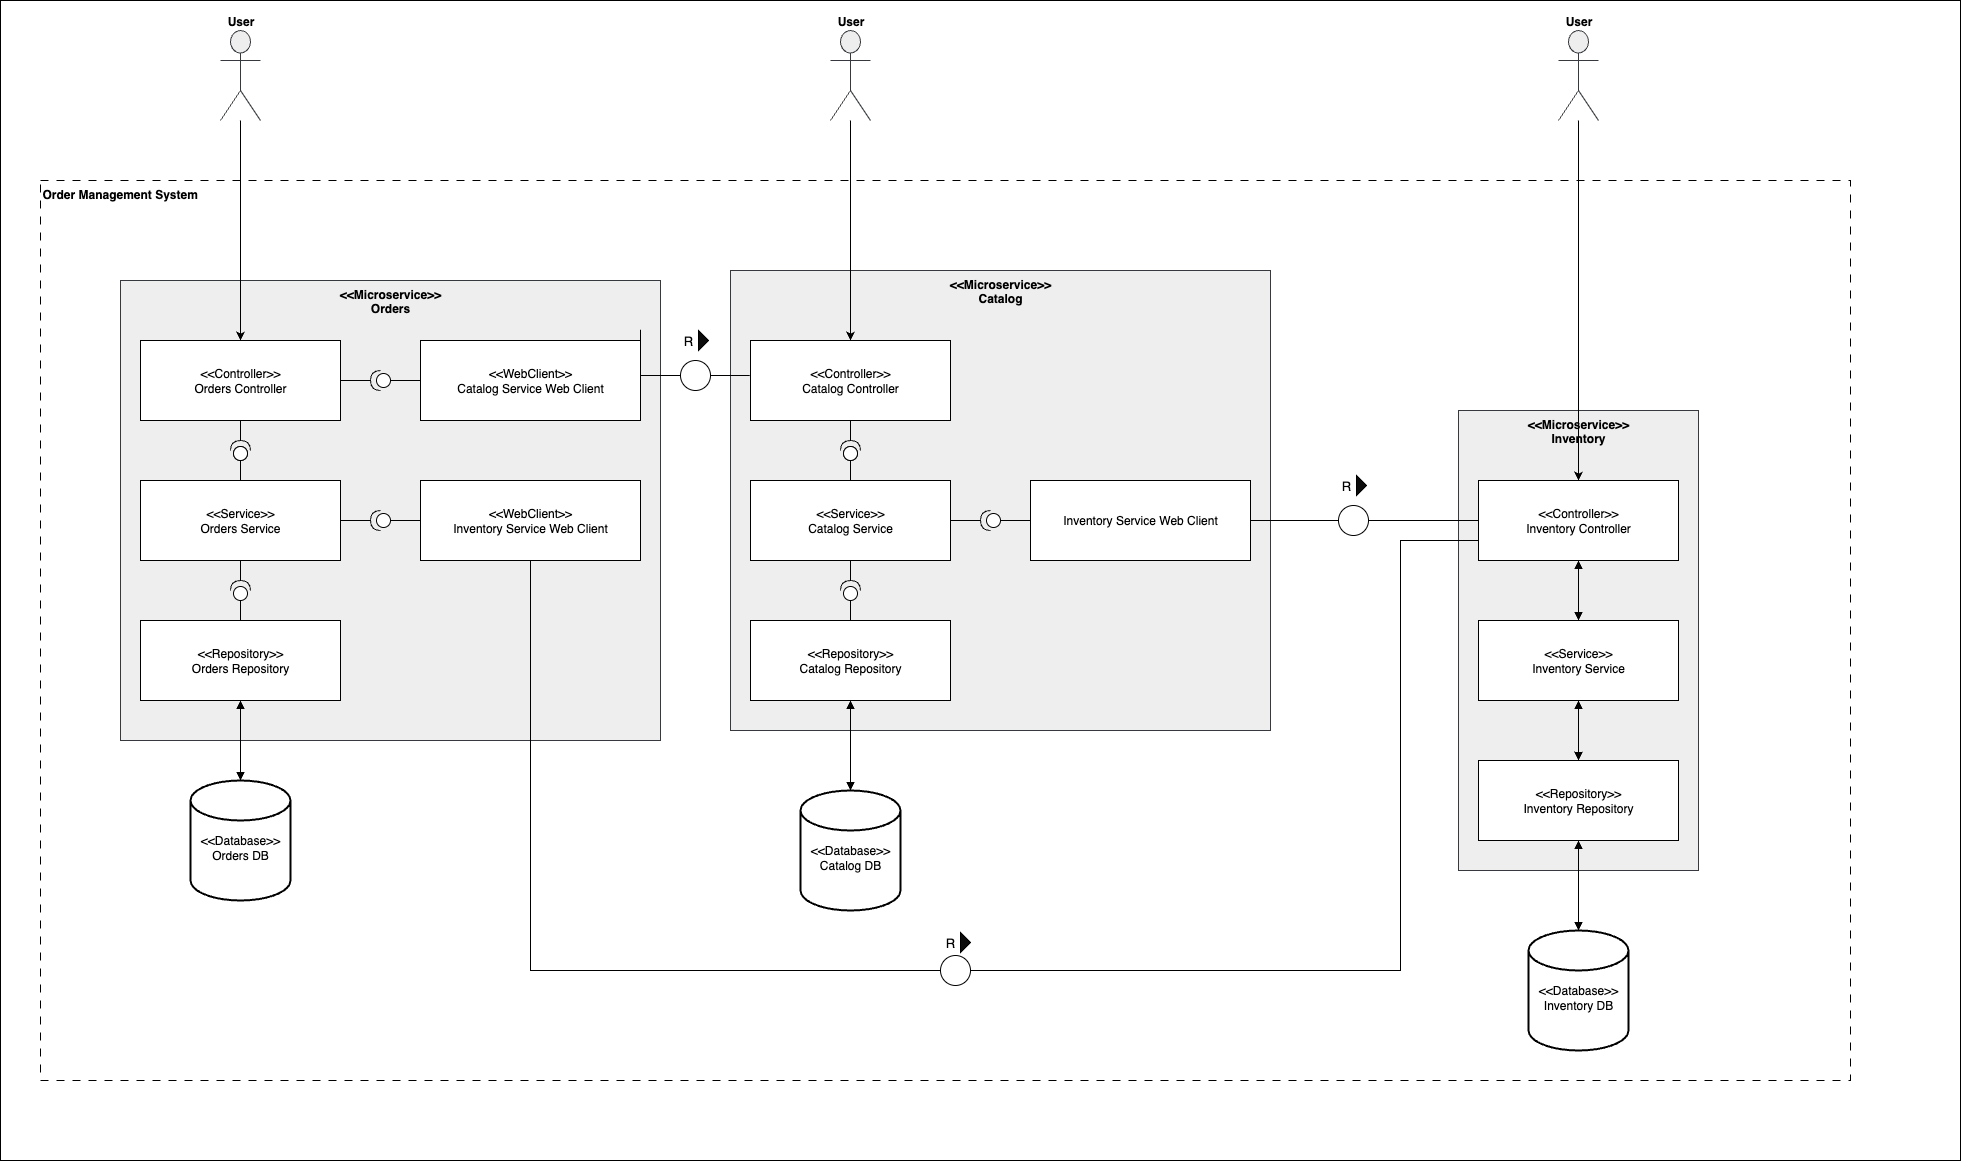 User
User
User
Order Management System
<<Microservice>>
Orders
<<Microservice>>
Catalog
R
<<Controller>>
Orders Controller
<<WebClient>>
Catalog Service Web Client
<<Controller>>
Catalog Controller
<<Microservice>>
Inventory
R
<<Service>>
Orders Service
<<WebClient>>
Inventory Service Web Client
<<Service>>
Catalog Service
Inventory Service Web Client
<<Controller>>
Inventory Controller
<<Repository>>
Orders Repository
<<Repository>>
Catalog Repository
<<Service>>
Inventory Service
<<Repository>>
Inventory Repository
<<Database>>
Orders DB
<<Database>>
Catalog DB
R
<<Database>>
Inventory DB